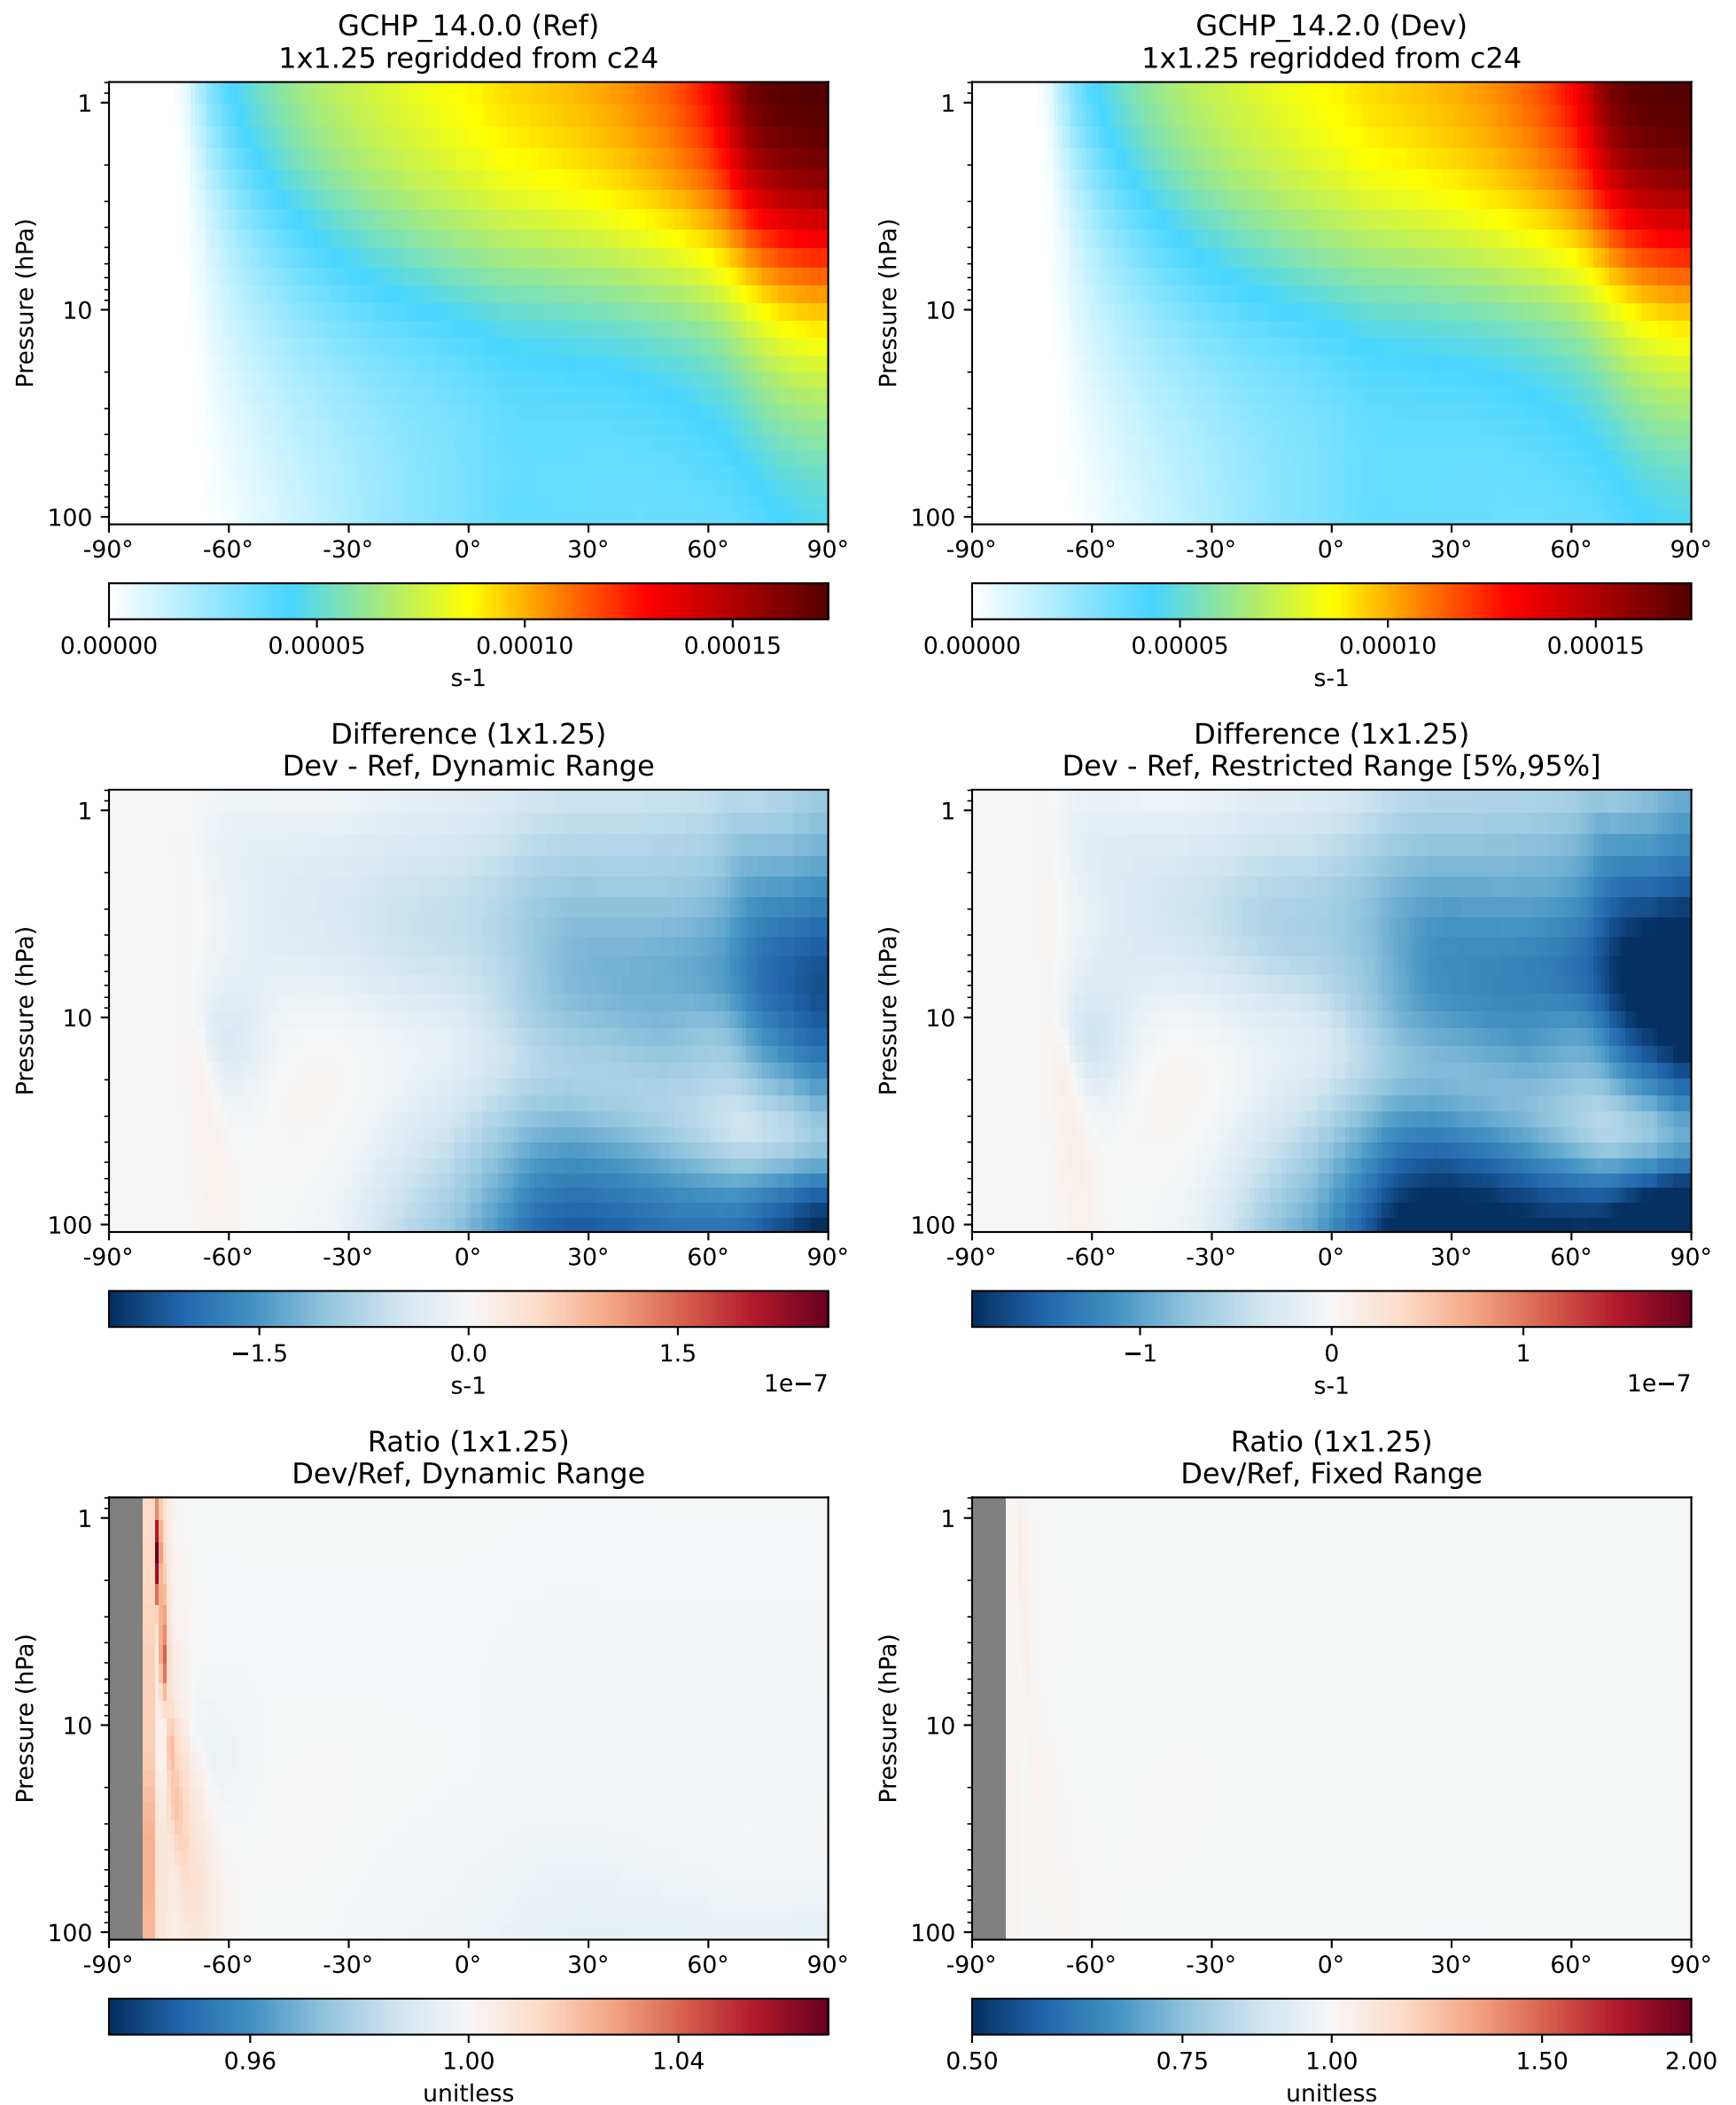 GCHP_14.0.0 (Ref)
1x1.25 regridded from c24
Pressure (hPa)
1
10
100
-90° -60° -30° 0° 30° 60° 90°
0.00000 0.00005 0.00010 0.00015
s-1
GCHP_14.2.0 (Dev)
1x1.25 regridded from c24
Pressure (hPa)
1
10
100
-90° -60° -30° 0° 30° 60° 90°
0.00000 0.00005 0.00010 0.00015
s-1
Difference (1x1.25)
Dev - Ref, Dynamic Range
Pressure (hPa)
1
10
100
-90° -60° -30° 0° 30° 60° 90°
−1.5 0.0 1.5
s-1
1e−7
Difference (1x1.25)
Dev - Ref, Restricted Range [5%,95%]
Pressure (hPa)
1
10
100
-90° -60° -30° 0° 30° 60° 90°
−1 0 1
s-1
1e−7
Ratio (1x1.25)
Dev/Ref, Dynamic Range
Pressure (hPa)
1
10
100
-90° -60° -30° 0° 30° 60° 90°
0.96 1.00 1.04
unitless
Ratio (1x1.25)
Dev/Ref, Fixed Range
Pressure (hPa)
1
10
100
-90° -60° -30° 0° 30° 60° 90°
0.50 0.75 1.00 1.50 2.00
unitless